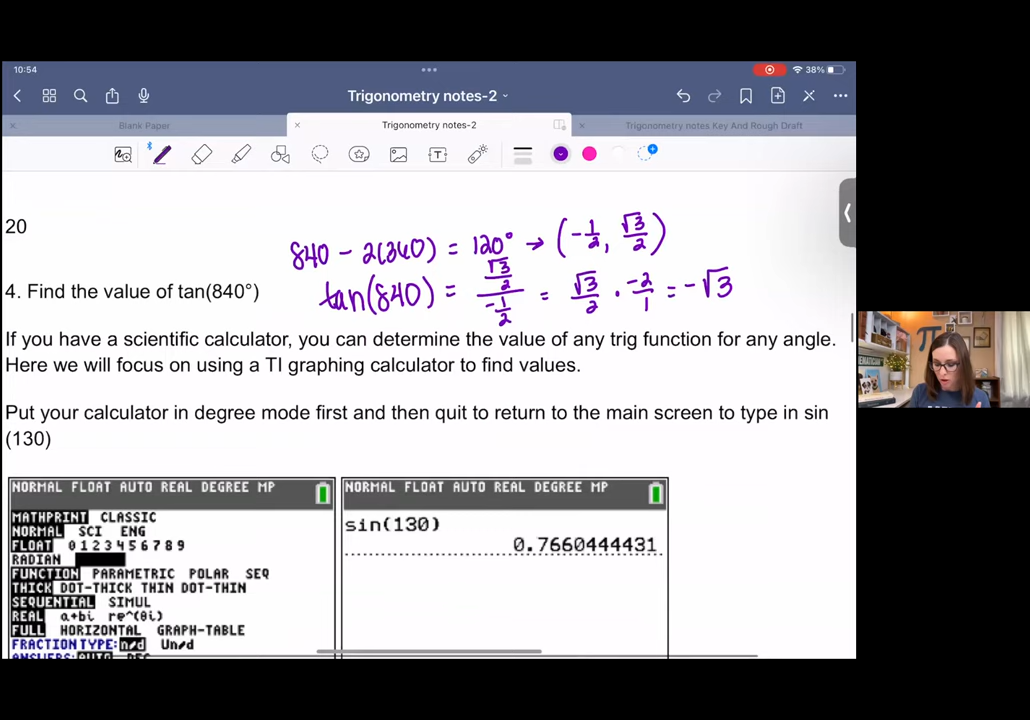 10:54
38%
Trigonometry notes-2
Blank Paper
Trigonometry notes-2
Trigonometry notes Key And Rough Draft
20
840 - 2(360) = 120° → (-1/2, √3/2)
4. Find the value of tan(840°)
tan(840) = (√3/2)/(-1/2) = √3/2 · -2/1 = -√3
If you have a scientific calculator, you can determine the value of any trig function for any angle.
Here we will focus on using a TI graphing calculator to find values.
Put your calculator in degree mode first and then quit to return to the main screen to type in sin
(130)
NORMAL FLOAT AUTO REAL DEGREE MP
MATHPRINT CLASSIC
NORMAL SCI ENG
FLOAT 0 1 2 3 4 5 6 7 8 9
RADIAN
FUNCTION PARAMETRIC POLAR SEQ
THICK DOT-THICK THIN DOT-THIN
SEQUENTIAL SIMUL
REAL a+bi re^(θi)
FULL HORIZONTAL GRAPH-TABLE
FRACTION TYPE: n/d Un/d
ANSWERS: AUTO DEC
NORMAL FLOAT AUTO REAL DEGREE MP
sin(130)
0.7660444431